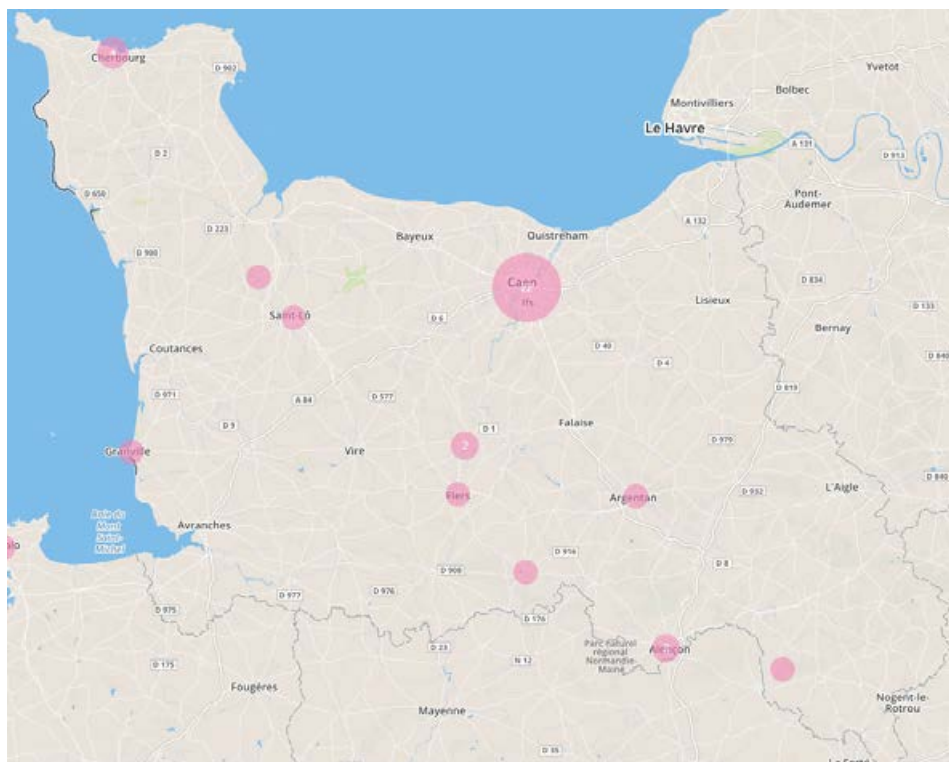 Cherbourg
D 902
Yvetot
Bolbec
Montivilliers
Le Havre
A 131
D 913
D 2
D 650
Pont-
Audemer
A 132
D 223
Bayeux
Ouistreham
D 900
D 834
Caen
Ifs
Lisieux
D 133
Saint-Lô
D 6
Bernay
D 40
D 840
Coutances
D 4
D 971
A 84
D 577
D 819
D 9
D 1
Falaise
Granville
Vire
2
D 979
D 840
Flers
Argentan
D 932
L'Aigle
Baie du
Mont
Saint-
Michel
Avranches
D 916
D 908
D 8
D 976
D 977
D 975
D 176
D 23
Parc naturel
régional
Normandie-
Maine
Alençon
D 175
N 12
Fougères
Nogent-le-
Rotrou
Mayenne
D 35